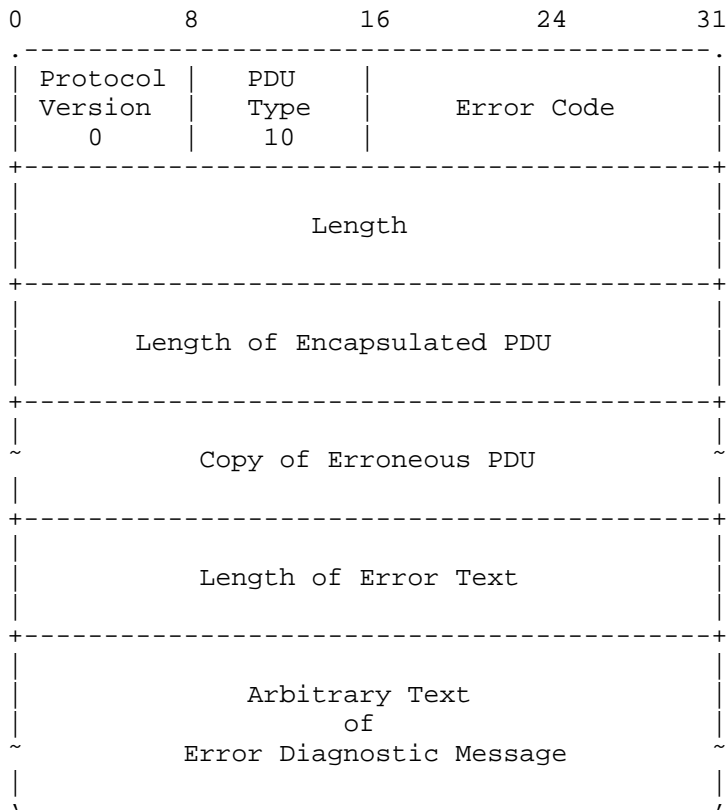 0          8           16          24         31
.-------------------------------------------.
| Protocol |   PDU    |                     |
| Version  |   Type   |     Error Code      |
|    0     |    10    |                     |
+-------------------------------------------+
|                                           |
|                  Length                   |
|                                           |
+-------------------------------------------+
|                                           |
|       Length of Encapsulated PDU          |
|                                           |
+-------------------------------------------+
|                                           |
~           Copy of Erroneous PDU           ~
|                                           |
+-------------------------------------------+
|                                           |
|           Length of Error Text            |
|                                           |
+-------------------------------------------+
|                                           |
|              Arbitrary Text               |
|                    of                     |
~          Error Diagnostic Message         ~
|                                           |